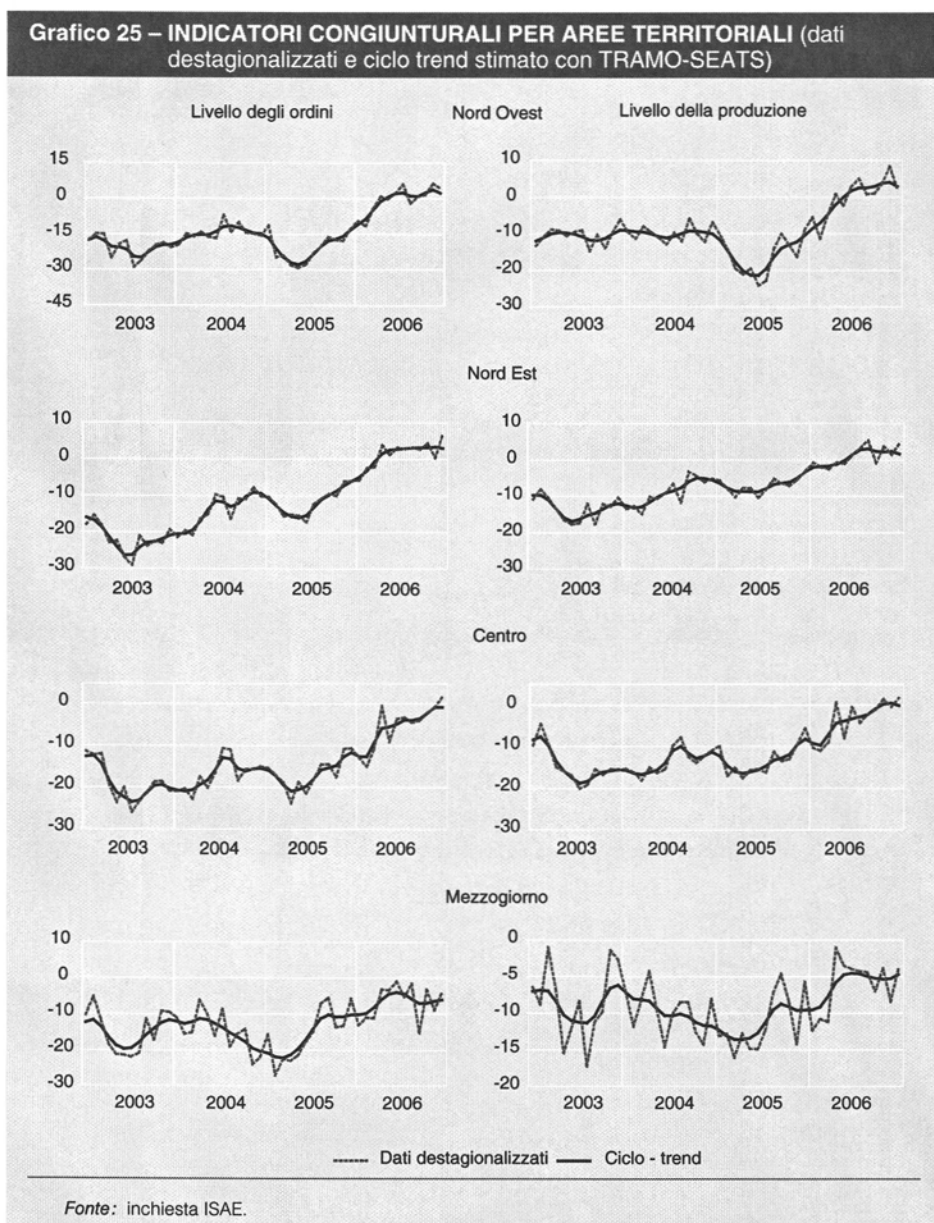 Grafico 25 – INDICATORI CONGIUNTURALI PER AREE TERRITORIALI (dati
destagionalizzati e ciclo trend stimato con TRAMO-SEATS)
Livello degli ordini
Nord Ovest
Livello della produzione
15
0
-15
-30
-45
2003 2004 2005 2006
10
0
-10
-20
-30
2003 2004 2005 2006
Nord Est
10
0
-10
-20
-30
2003 2004 2005 2006
10
0
-10
-20
-30
2003 2004 2005 2006
Centro
0
-10
-20
-30
2003 2004 2005 2006
0
-10
-20
-30
2003 2004 2005 2006
Mezzogiorno
10
0
-10
-20
-30
2003 2004 2005 2006
0
-5
-10
-15
-20
2003 2004 2005 2006
Dati destagionalizzati
Ciclo - trend
Fonte: inchiesta ISAE.